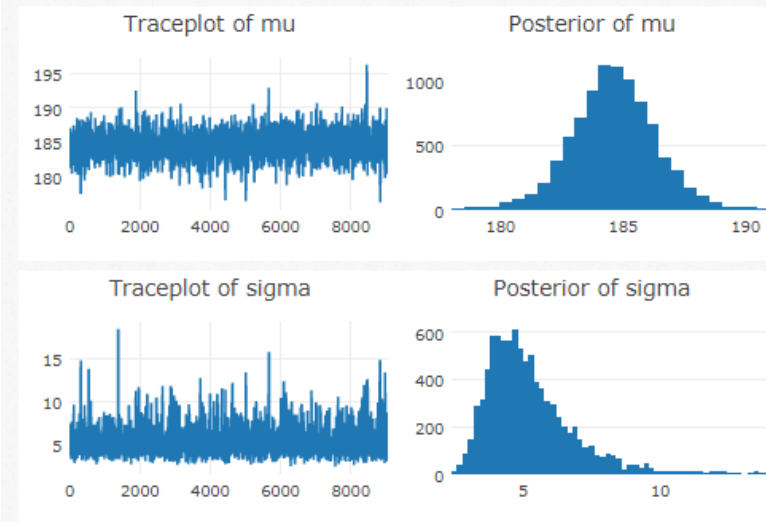 Traceplot of mu
195
190
185
180
0 2000 4000 6000 8000
Posterior of mu
1000
500
0
180 185 190
Traceplot of sigma
15
10
5
0 2000 4000 6000 8000
Posterior of sigma
600
400
200
0
5 10